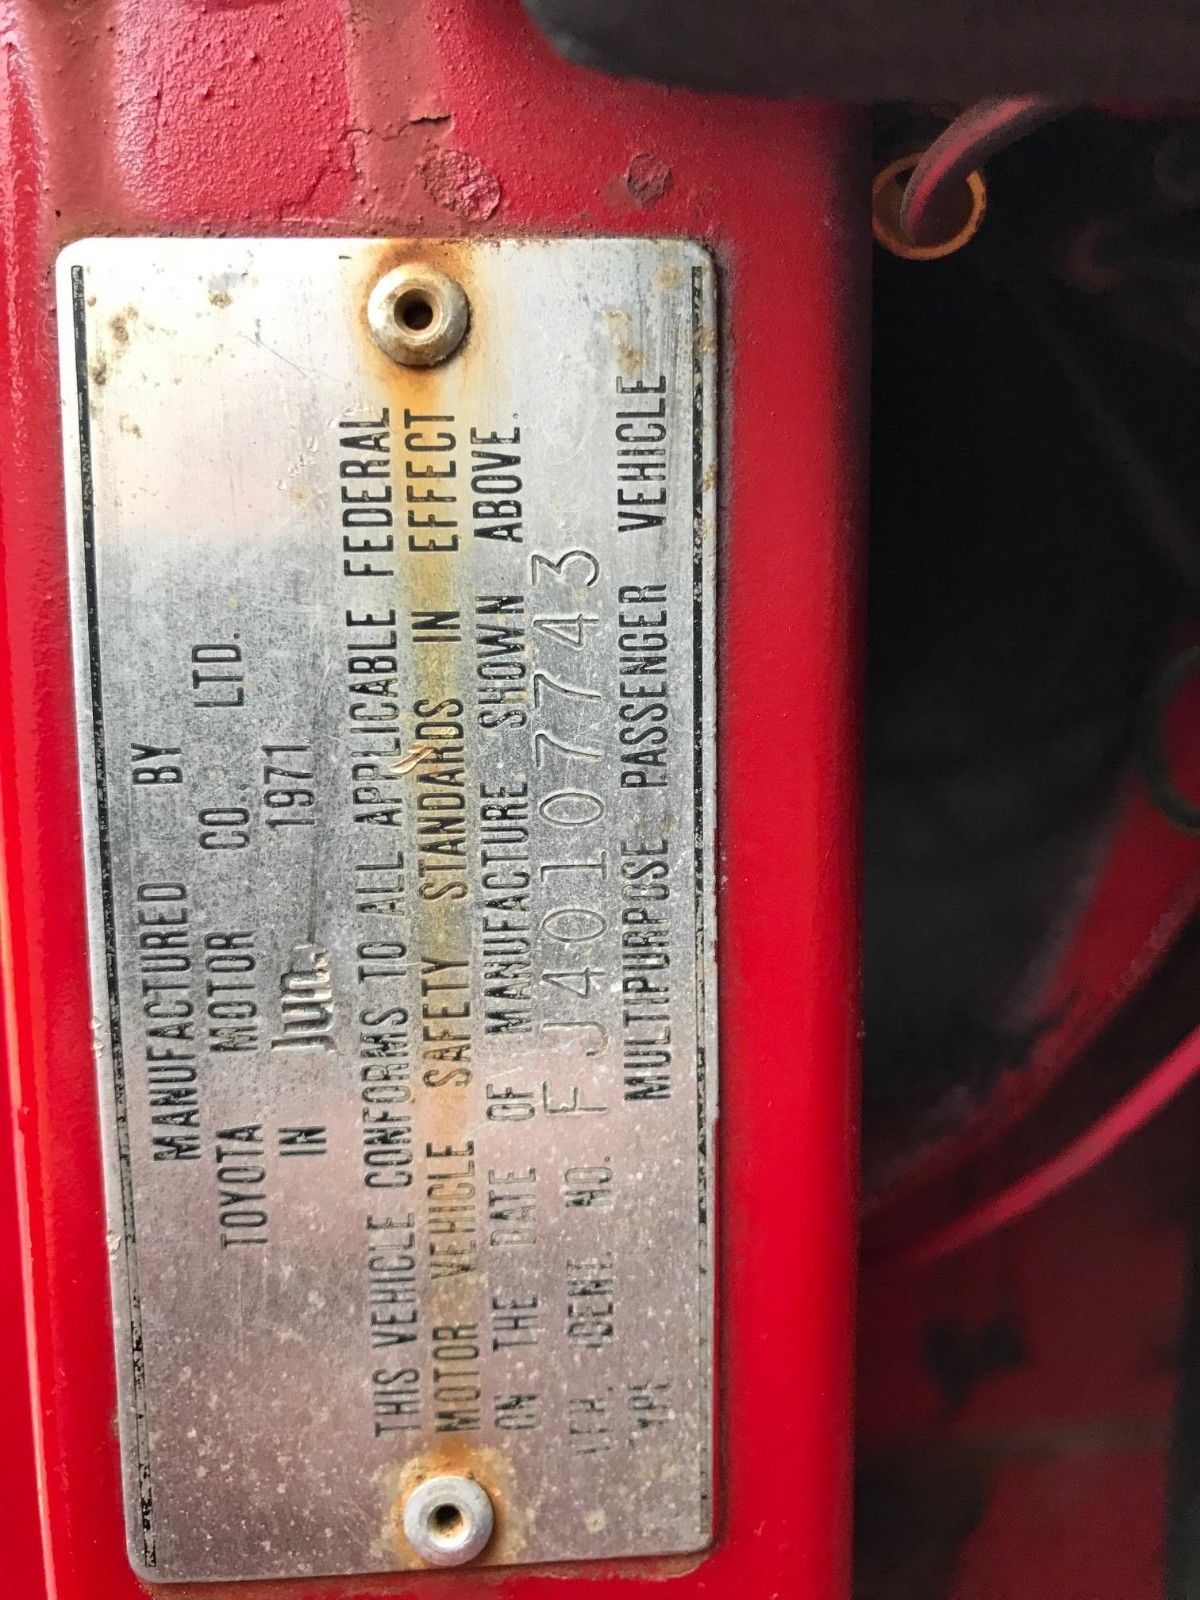 MANUFACTURED BY
TOYOTA MOTOR CO. LTD.
IN Jun. 1971
THIS VEHICLE CONFORMS TO ALL APPLICABLE FEDERAL
MOTOR VEHICLE SAFETY STANDARDS IN EFFECT
ON THE DATE OF MANUFACTURE SHOWN ABOVE.
VEH. IDENT. NO. FJ40107743
TYPE MULTIPURPOSE PASSENGER VEHICLE